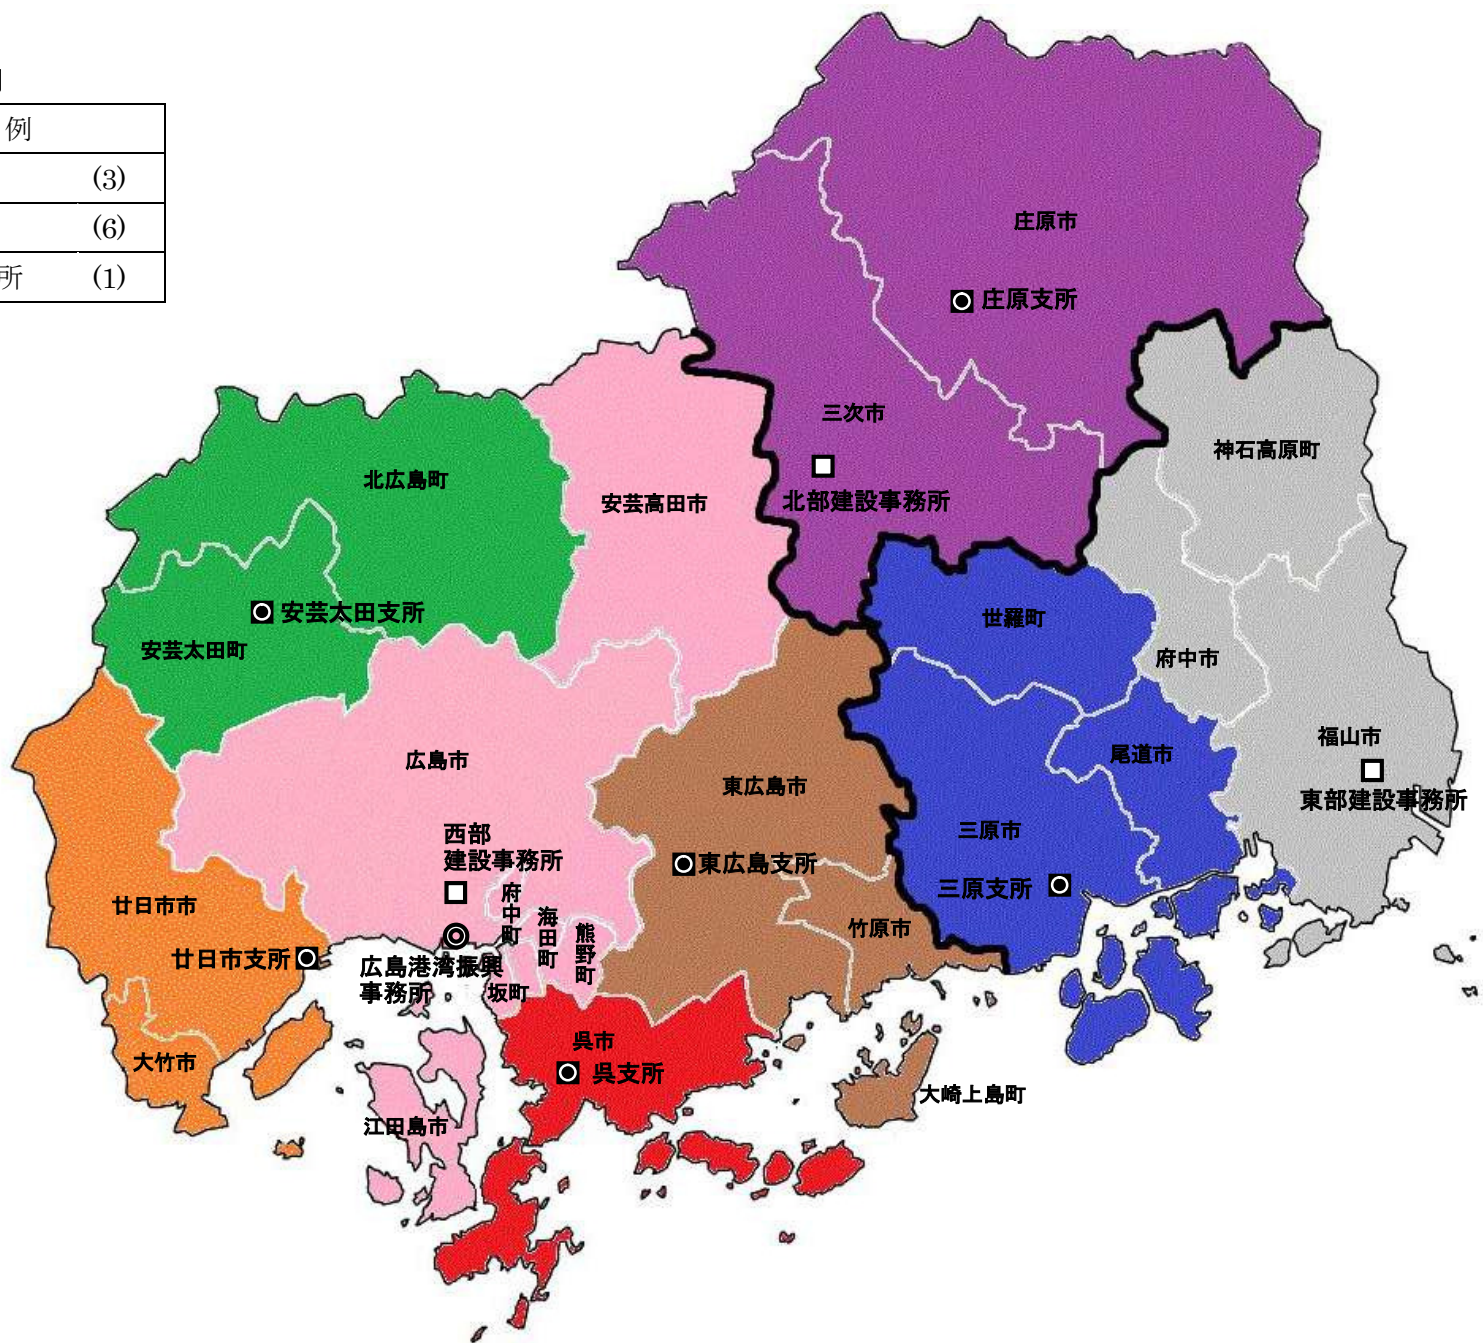 例
(3)
(6)
所 (1)
庄原市
庄原支所
三次市
北部建設事務所
神石高原町
北広島町
安芸高田市
安芸太田支所
安芸太田町
世羅町
府中市
福山市
東部建設事務所
尾道市
広島市
東広島市
三原市
西部
建設事務所
東広島支所
三原支所
府中町
海田町
熊野町
竹原市
廿日市市
廿日市支所
広島港湾振興
事務所
坂町
呉市
呉支所
大竹市
大崎上島町
江田島市